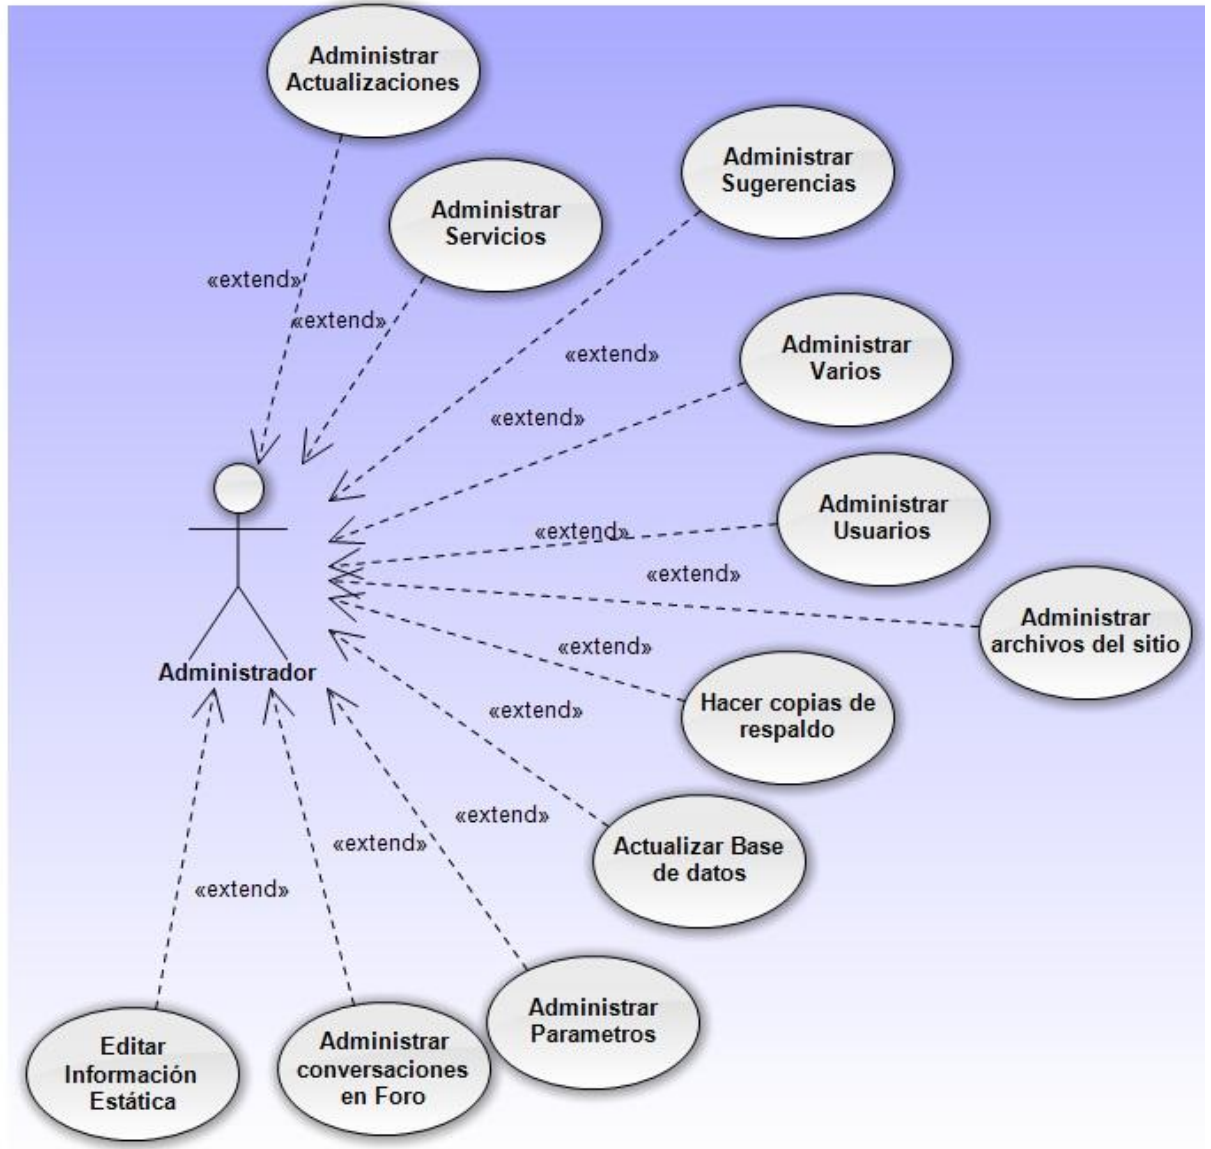 Administrar
Actualizaciones
Administrar
Sugerencias
Administrar
Servicios
«extend»
«extend»
«extend»
Administrar
Varios
«extend»
Administrar
Usuarios
«extend»
«extend»
Administrar
archivos del sitio
«extend»
Administrador
Hacer copias de
respaldo
«extend»
«extend»
Actualizar Base
de datos
«extend»
«extend»
Administrar
Parametros
Editar
Información
Estática
Administrar
conversaciones
en Foro